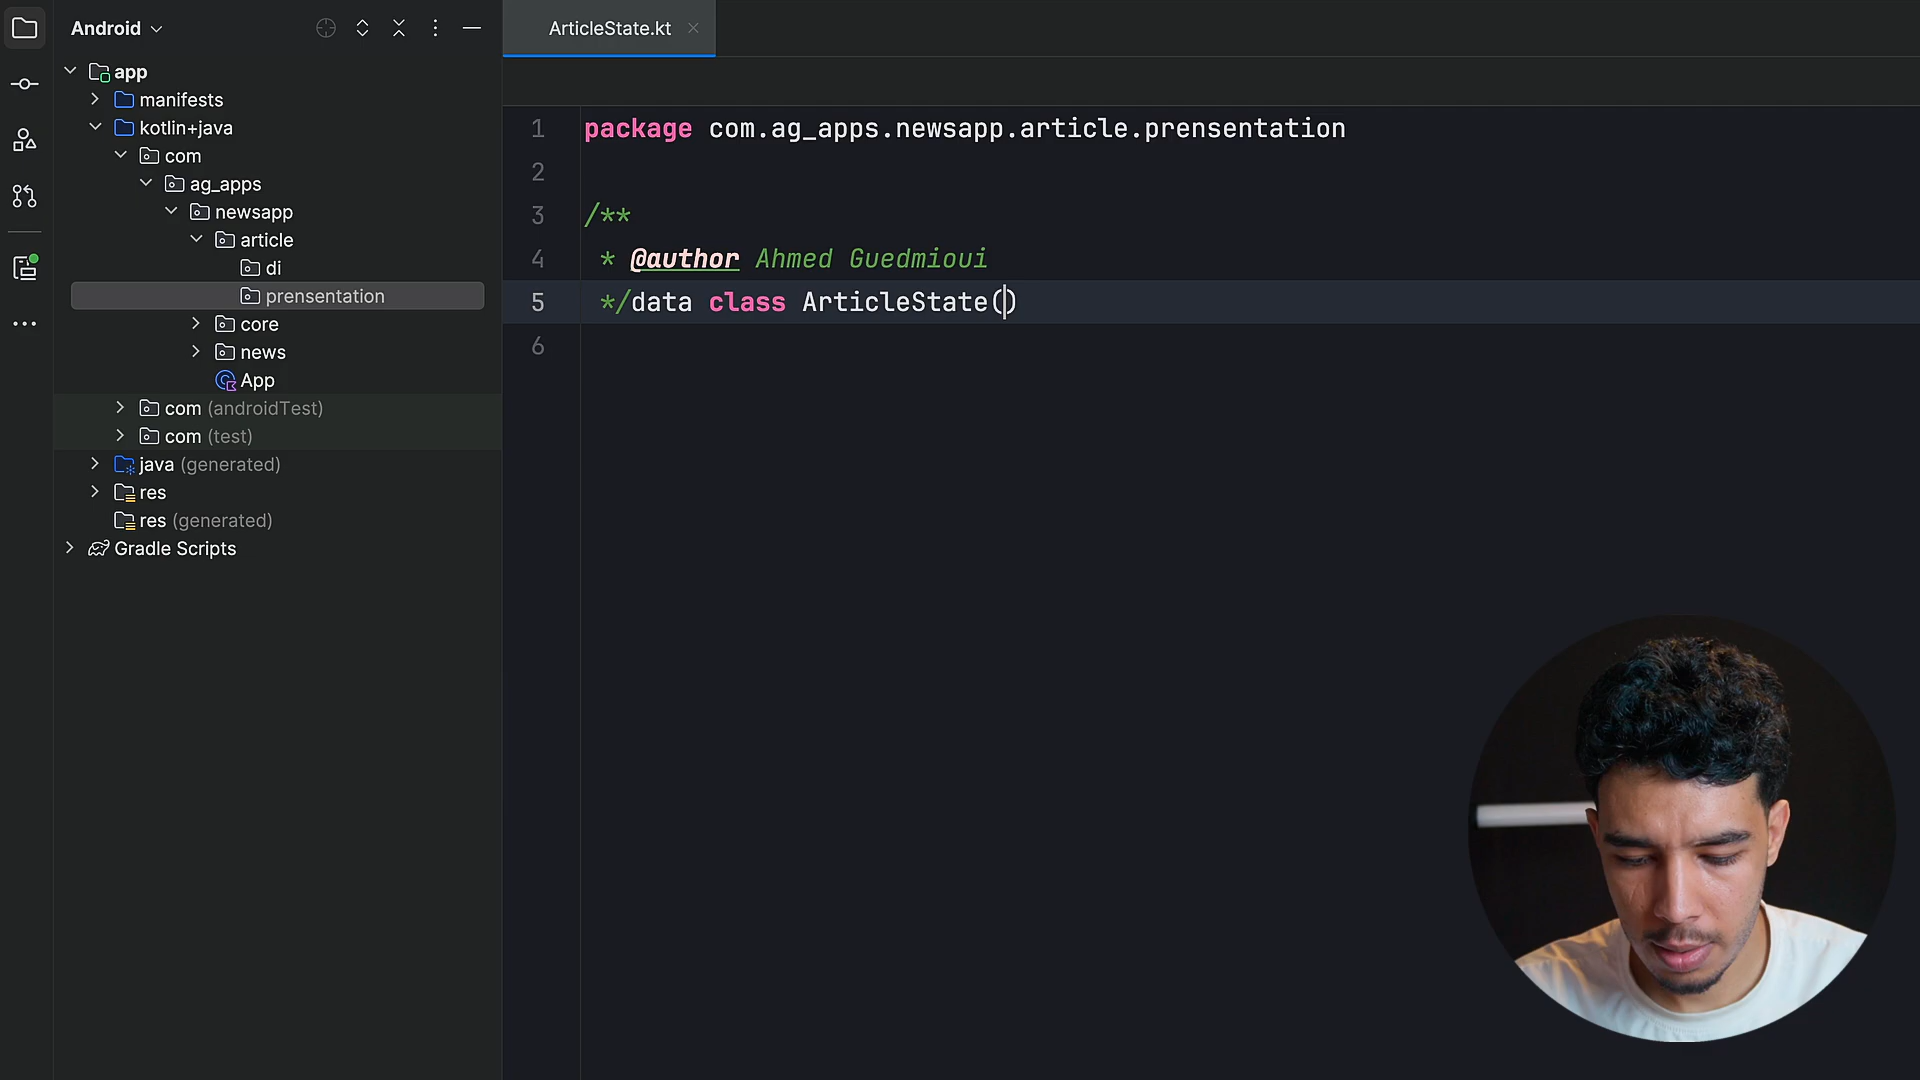 Android
ArticleState.kt
app
manifests
kotlin+java
com
ag_apps
newsapp
article
di
prensentation
core
news
App
com (androidTest)
com (test)
java (generated)
res
res (generated)
Gradle Scripts
1 package com.ag_apps.newsapp.article.prensentation
2
3 /**
4 * @author Ahmed Guedmioui
5 */data class ArticleState()
6